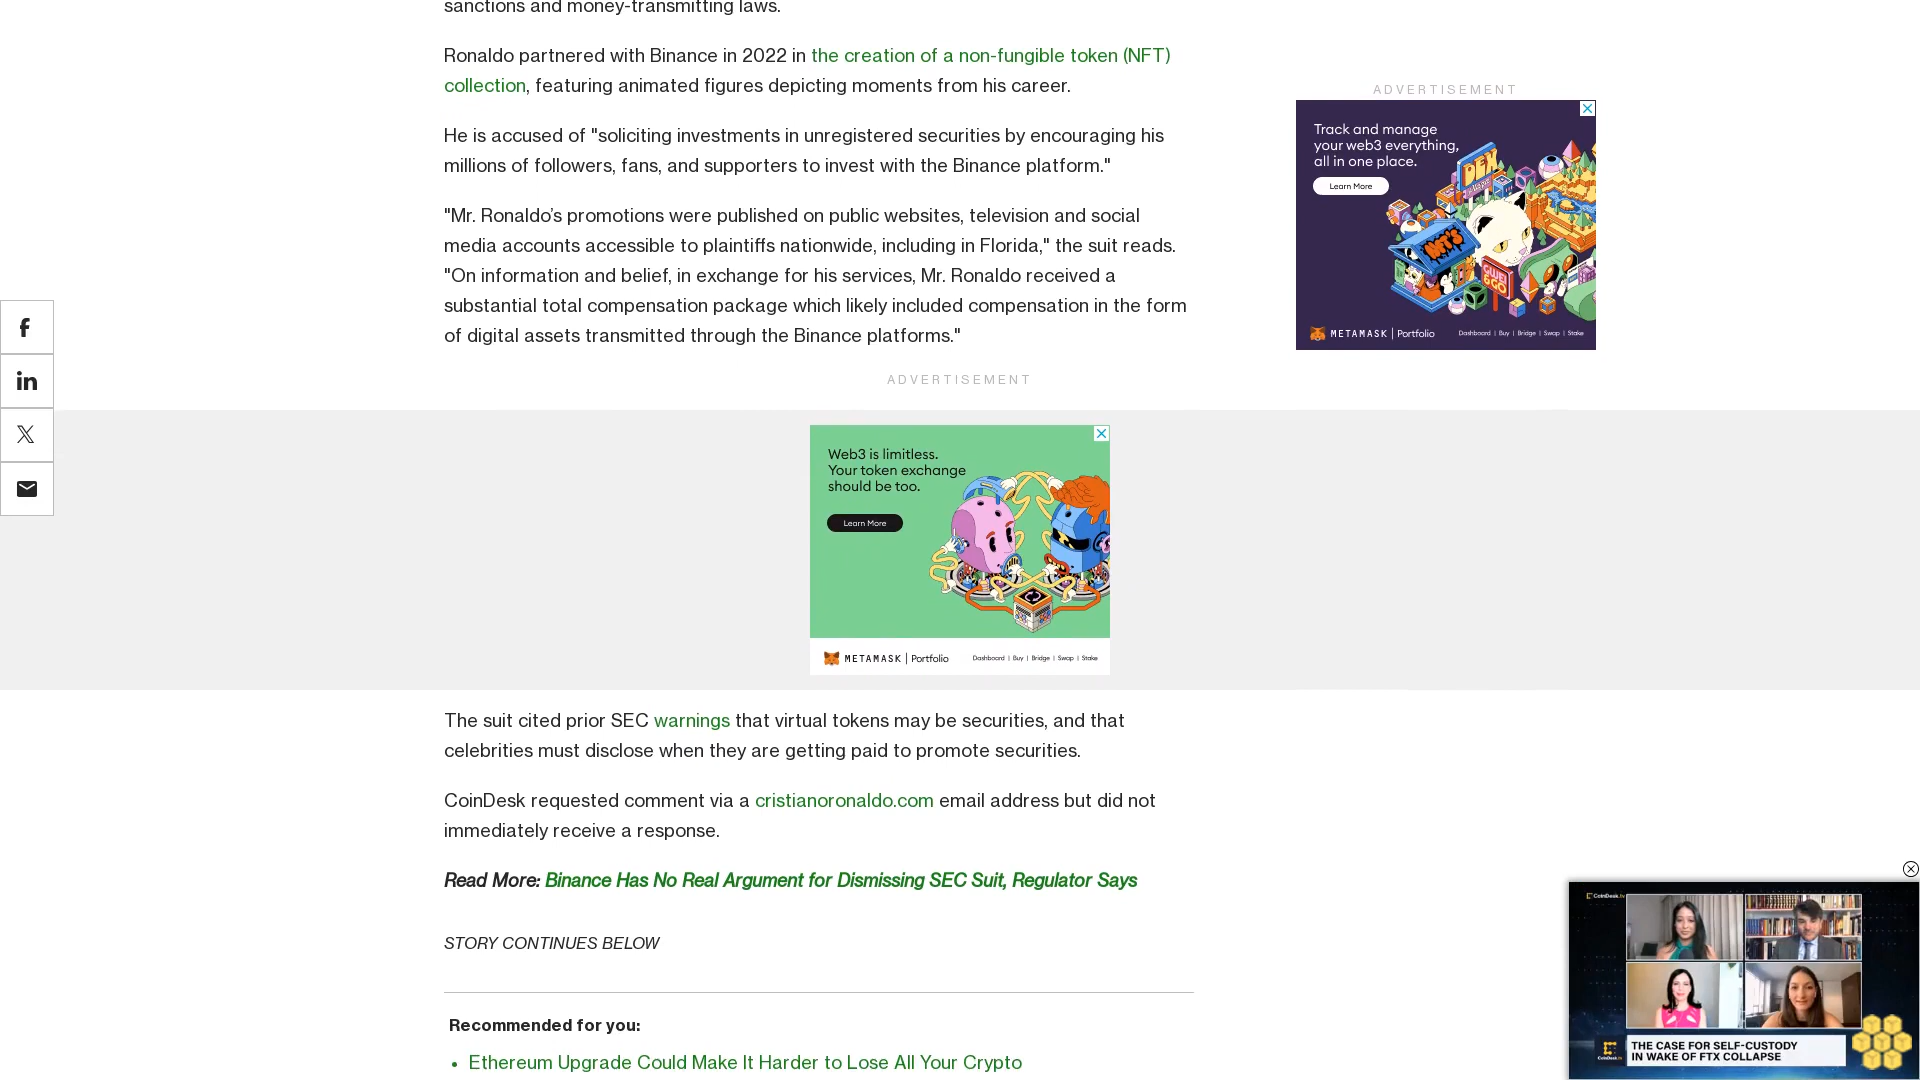 sanctions and money-transmitting laws.
Ronaldo partnered with Binance in 2022 in the creation of a non-fungible token (NFT)
collection, featuring animated figures depicting moments from his career.
He is accused of "soliciting investments in unregistered securities by encouraging his
millions of followers, fans, and supporters to invest with the Binance platform."
"Mr. Ronaldo’s promotions were published on public websites, television and social
media accounts accessible to plaintiffs nationwide, including in Florida," the suit reads.
"On information and belief, in exchange for his services, Mr. Ronaldo received a
substantial total compensation package which likely included compensation in the form
of digital assets transmitted through the Binance platforms."
ADVERTISEMENT
Track and manage
your web3 everything,
all in one place.
Learn More
DEX
NFT'S
GWEI
& GO
METAMASK | Portfolio
Dashboard | Buy | Bridge | Swap | Stake
ADVERTISEMENT
Web3 is limitless.
Your token exchange
should be too.
Learn More
METAMASK | Portfolio
Dashboard | Buy | Bridge | Swap | Stake
The suit cited prior SEC warnings that virtual tokens may be securities, and that
celebrities must disclose when they are getting paid to promote securities.
CoinDesk requested comment via a cristianoronaldo.com email address but did not
immediately receive a response.
Read More: Binance Has No Real Argument for Dismissing SEC Suit, Regulator Says
STORY CONTINUES BELOW
Recommended for you:
• Ethereum Upgrade Could Make It Harder to Lose All Your Crypto
CoinDesk tv
CoinDesk tv
THE CASE FOR SELF-CUSTODY
IN WAKE OF FTX COLLAPSE